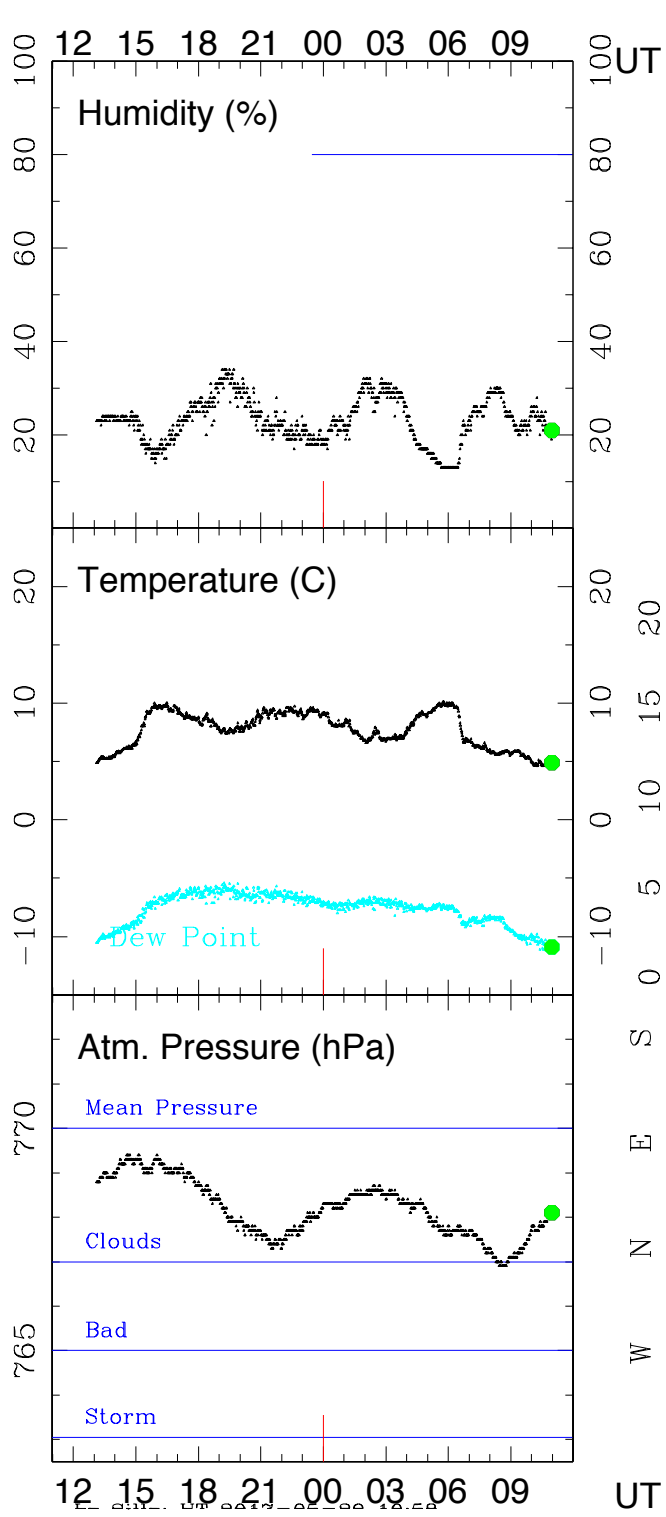 12 15 18 21 00 03 06 09
UT
Humidity (%)
100 80 60 40 20
100 80 60 40 20
Temperature (C)
20 10 0 −10
20 10 0 −10
20 15 10 5 0
Dew Point
Atm. Pressure (hPa)
Mean Pressure
Clouds
Bad
Storm
770 765
S E N W
12 15 18 21 00 03 06 09
UT